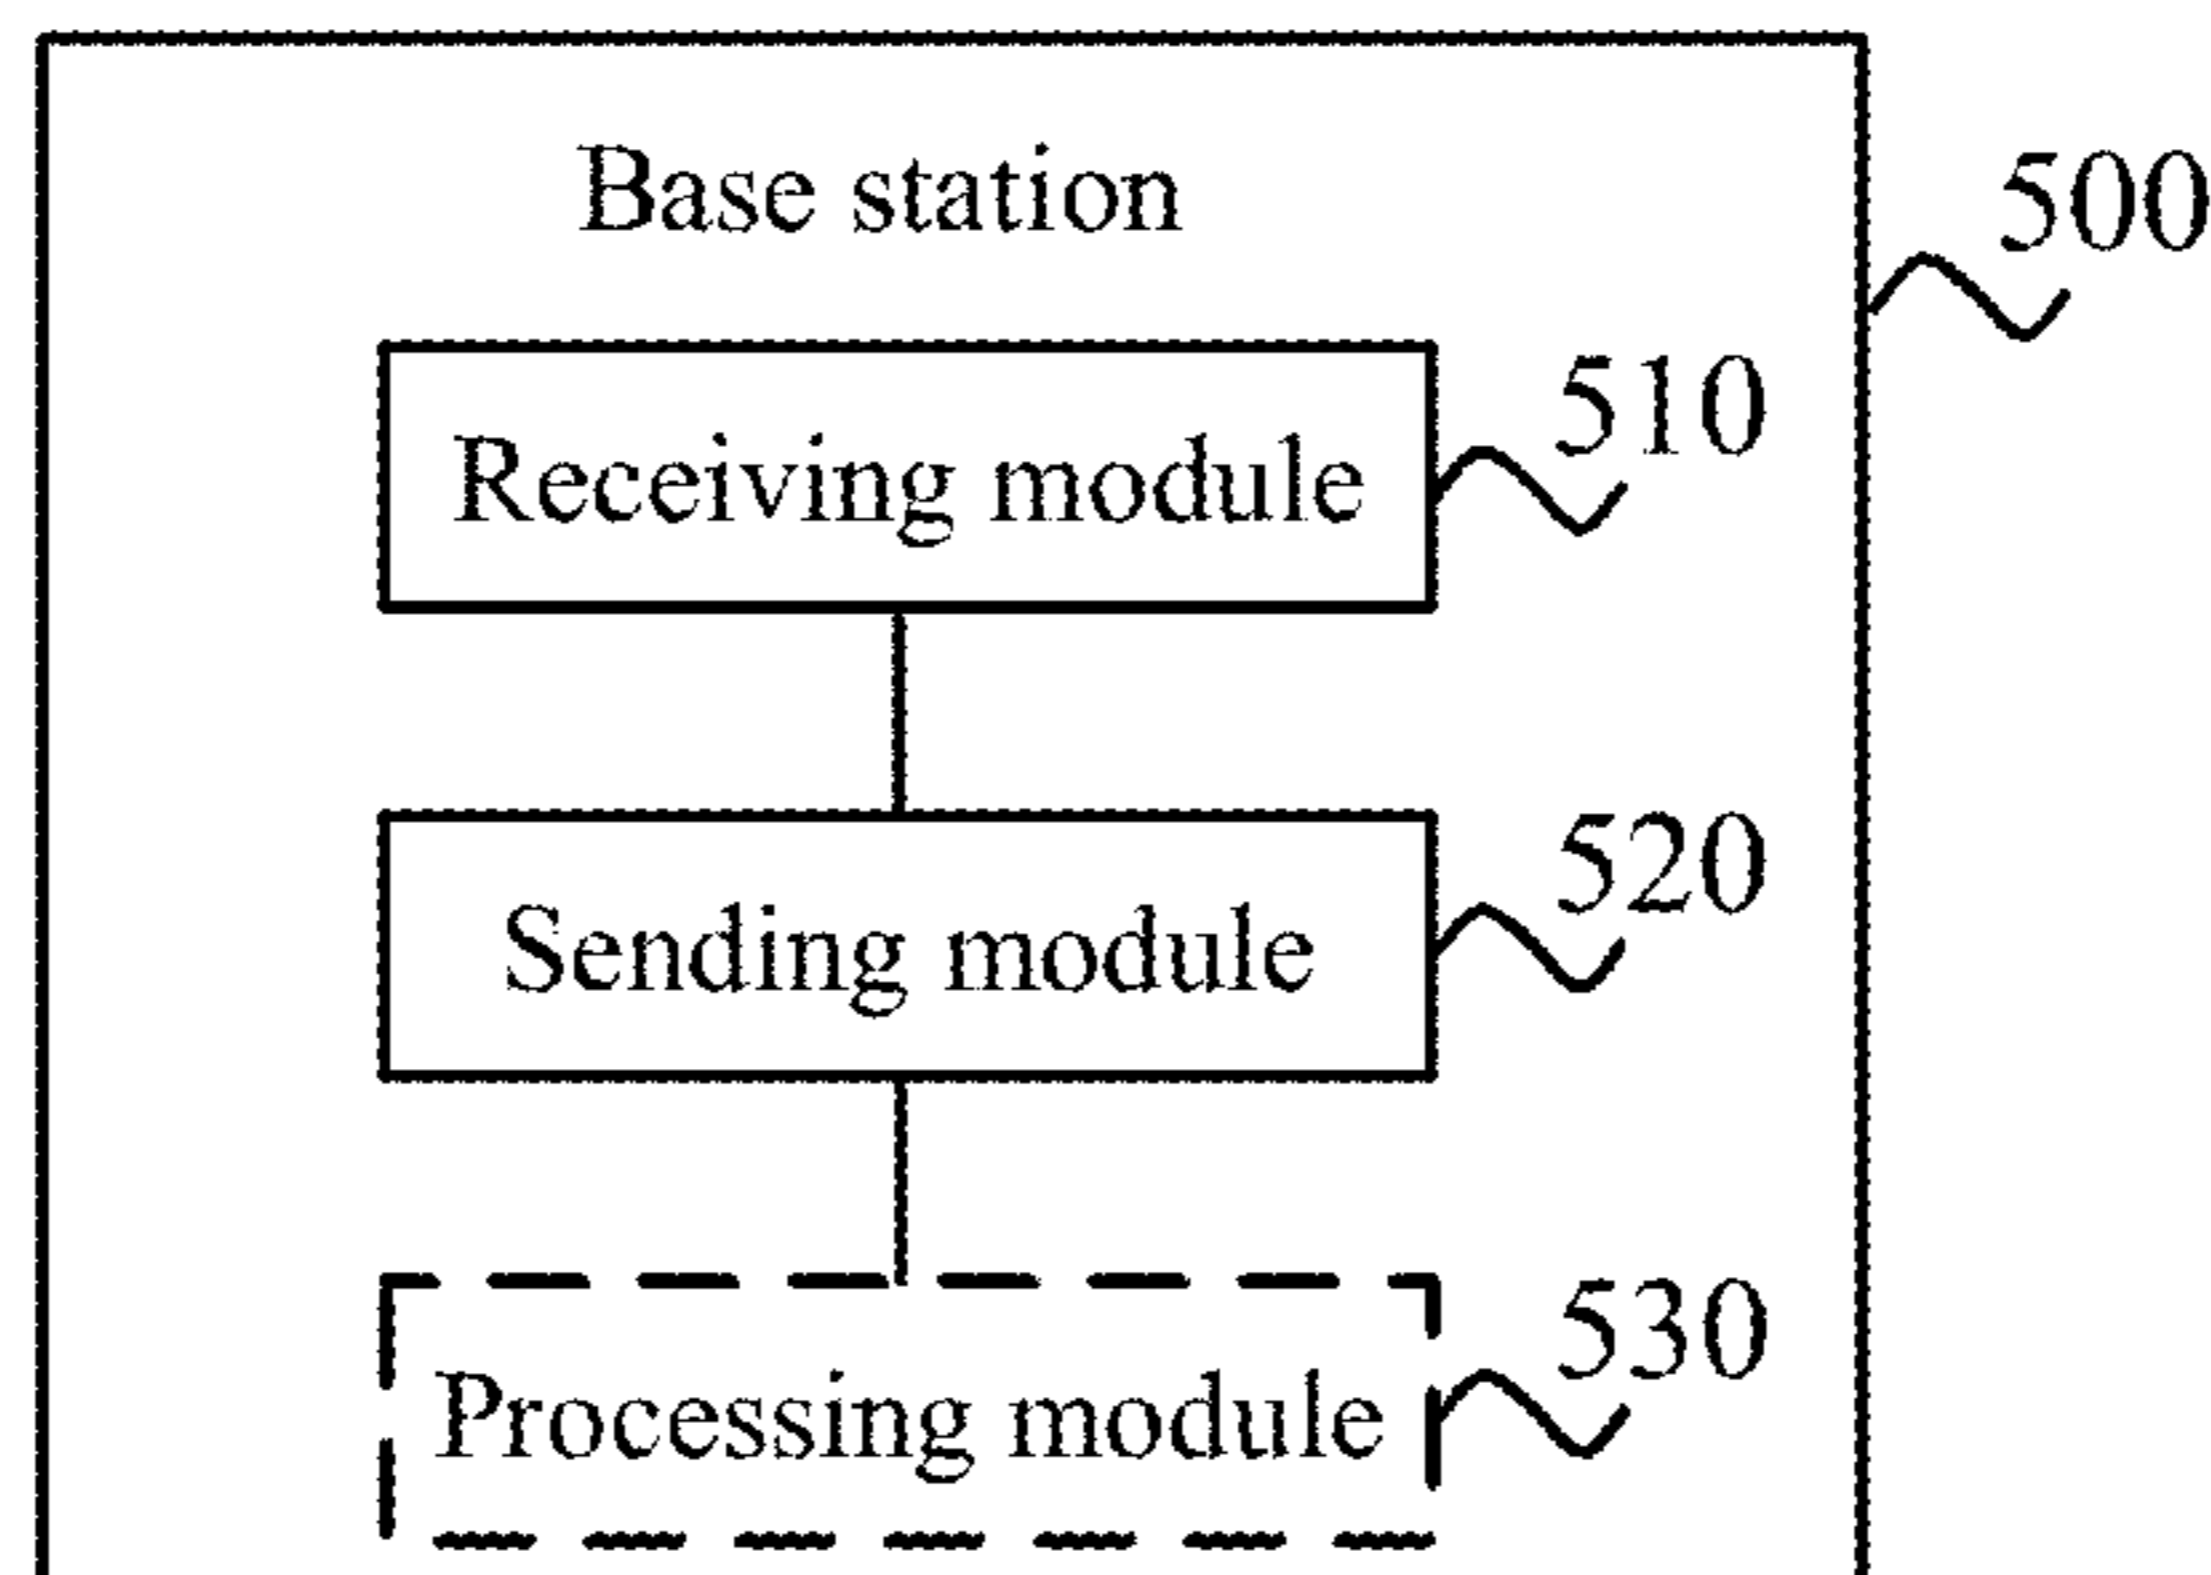 Base station
500
Receiving module
510
Sending module
520
Processing module
530